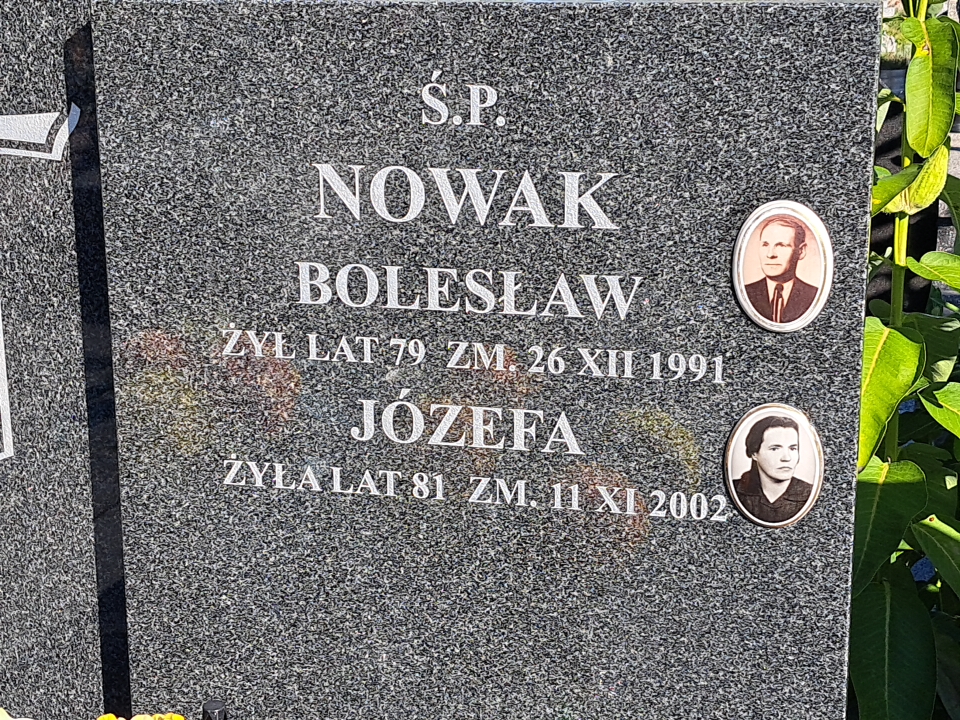 Ś.P.
NOWAK
BOLESŁAW
ŻYŁ LAT 79 ZM. 26 XII 1991
JÓZEFA
ŻYŁA LAT 81 ZM. 11 XI 2002